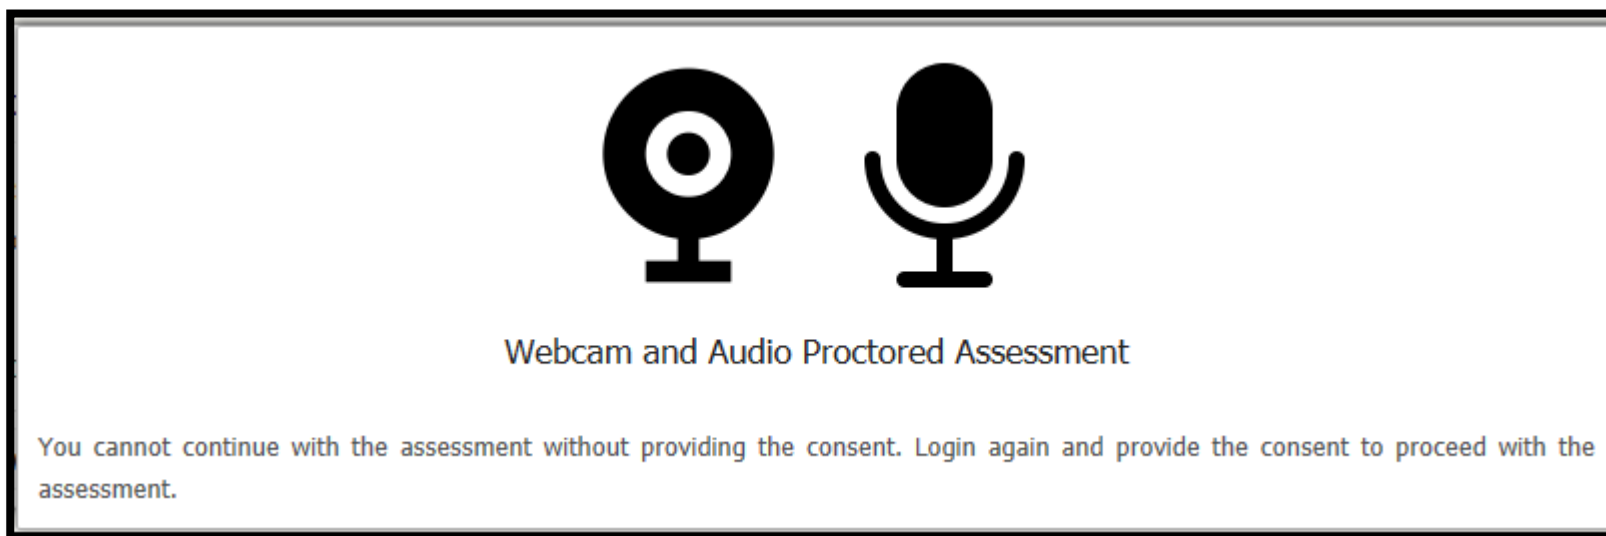 Webcam and Audio Proctored Assessment
You cannot continue with the assessment without providing the consent. Login again and provide the consent to proceed with the
assessment.